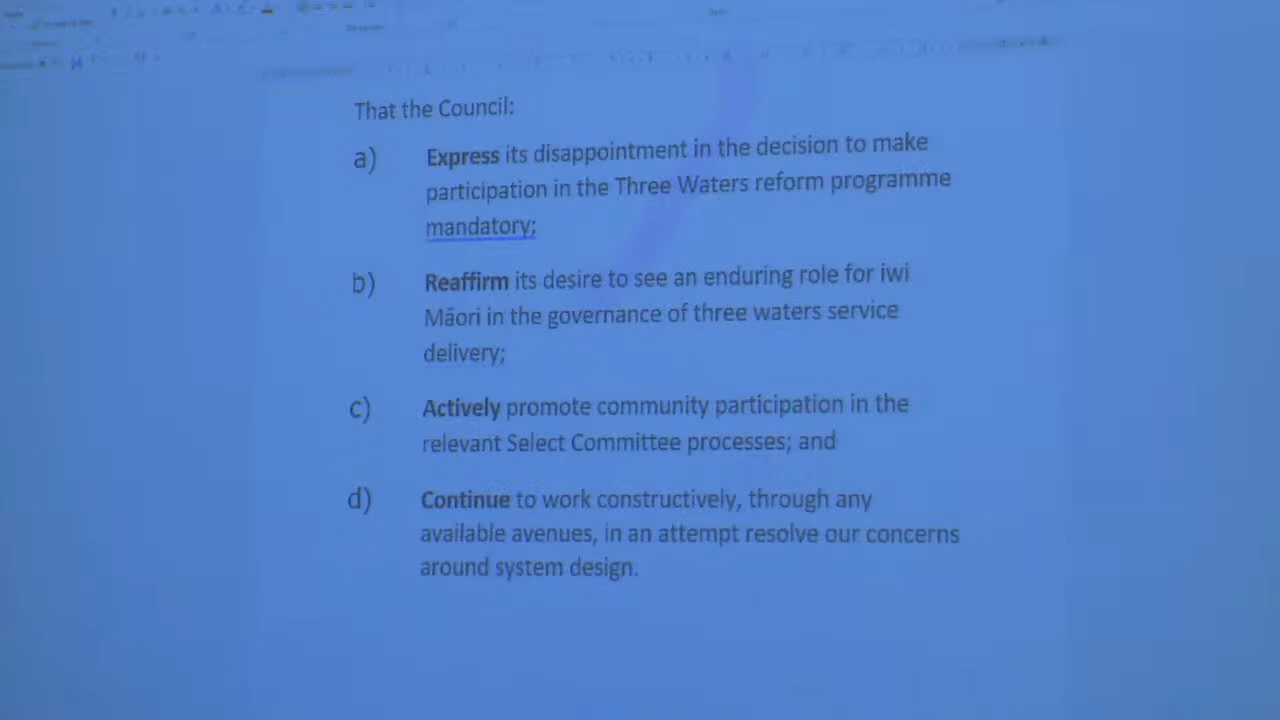 That the Council:
a) Express its disappointment in the decision to make
participation in the Three Waters reform programme
mandatory;
b) Reaffirm its desire to see an enduring role for iwi
Māori in the governance of three waters service
delivery;
c) Actively promote community participation in the
relevant Select Committee processes; and
d) Continue to work constructively, through any
available avenues, in an attempt resolve our concerns
around system design.